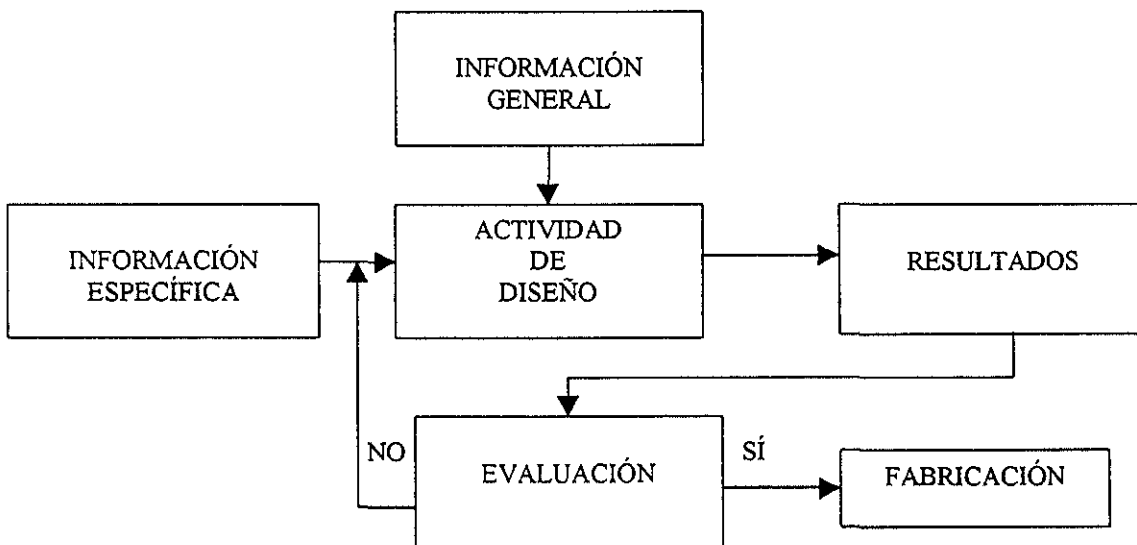 INFORMACIÓN
GENERAL
INFORMACIÓN
ESPECÍFICA
ACTIVIDAD
DE
DISEÑO
RESULTADOS
NO
EVALUACIÓN
SÍ
FABRICACIÓN